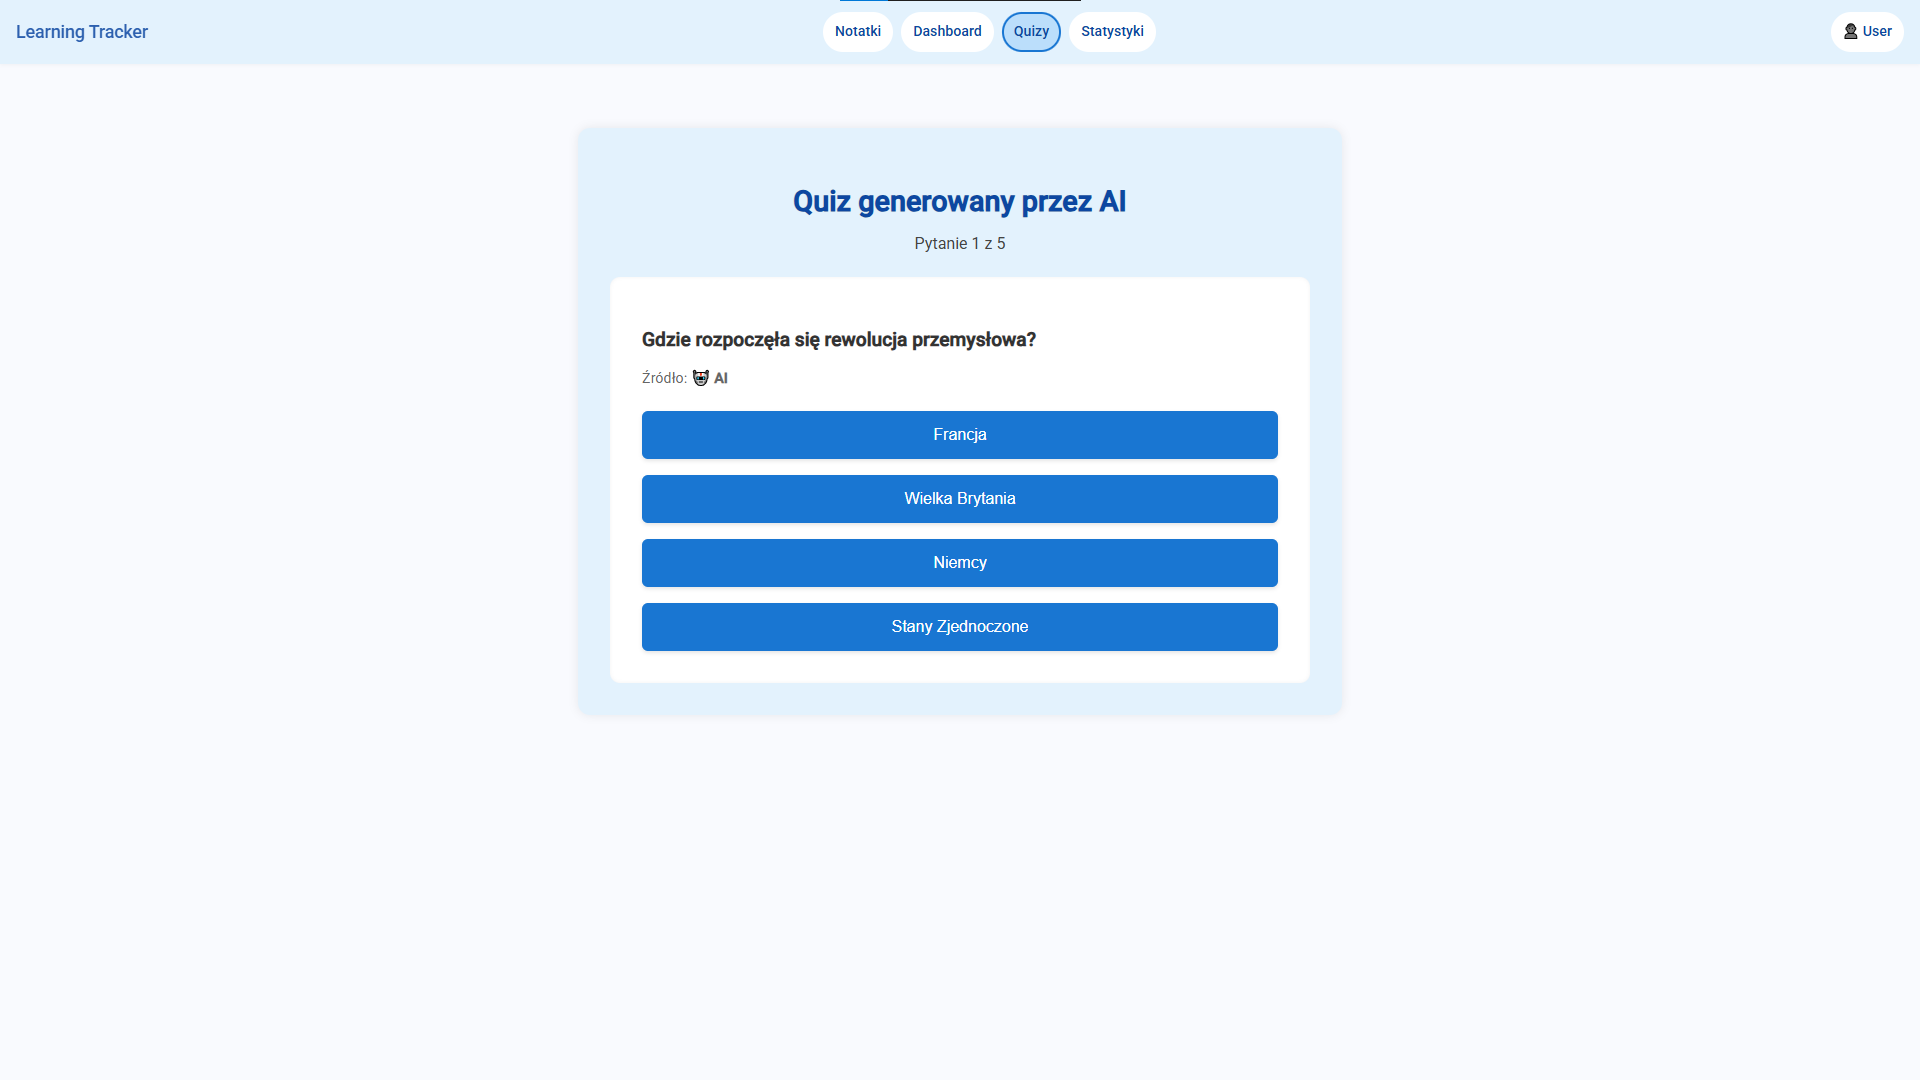 Learning Tracker
Notatki
Dashboard
Quizy
Statystyki
User
Quiz generowany przez AI
Pytanie 1 z 5
Gdzie rozpoczęła się rewolucja przemysłowa?
Źródło: AI
Francja
Wielka Brytania
Niemcy
Stany Zjednoczone